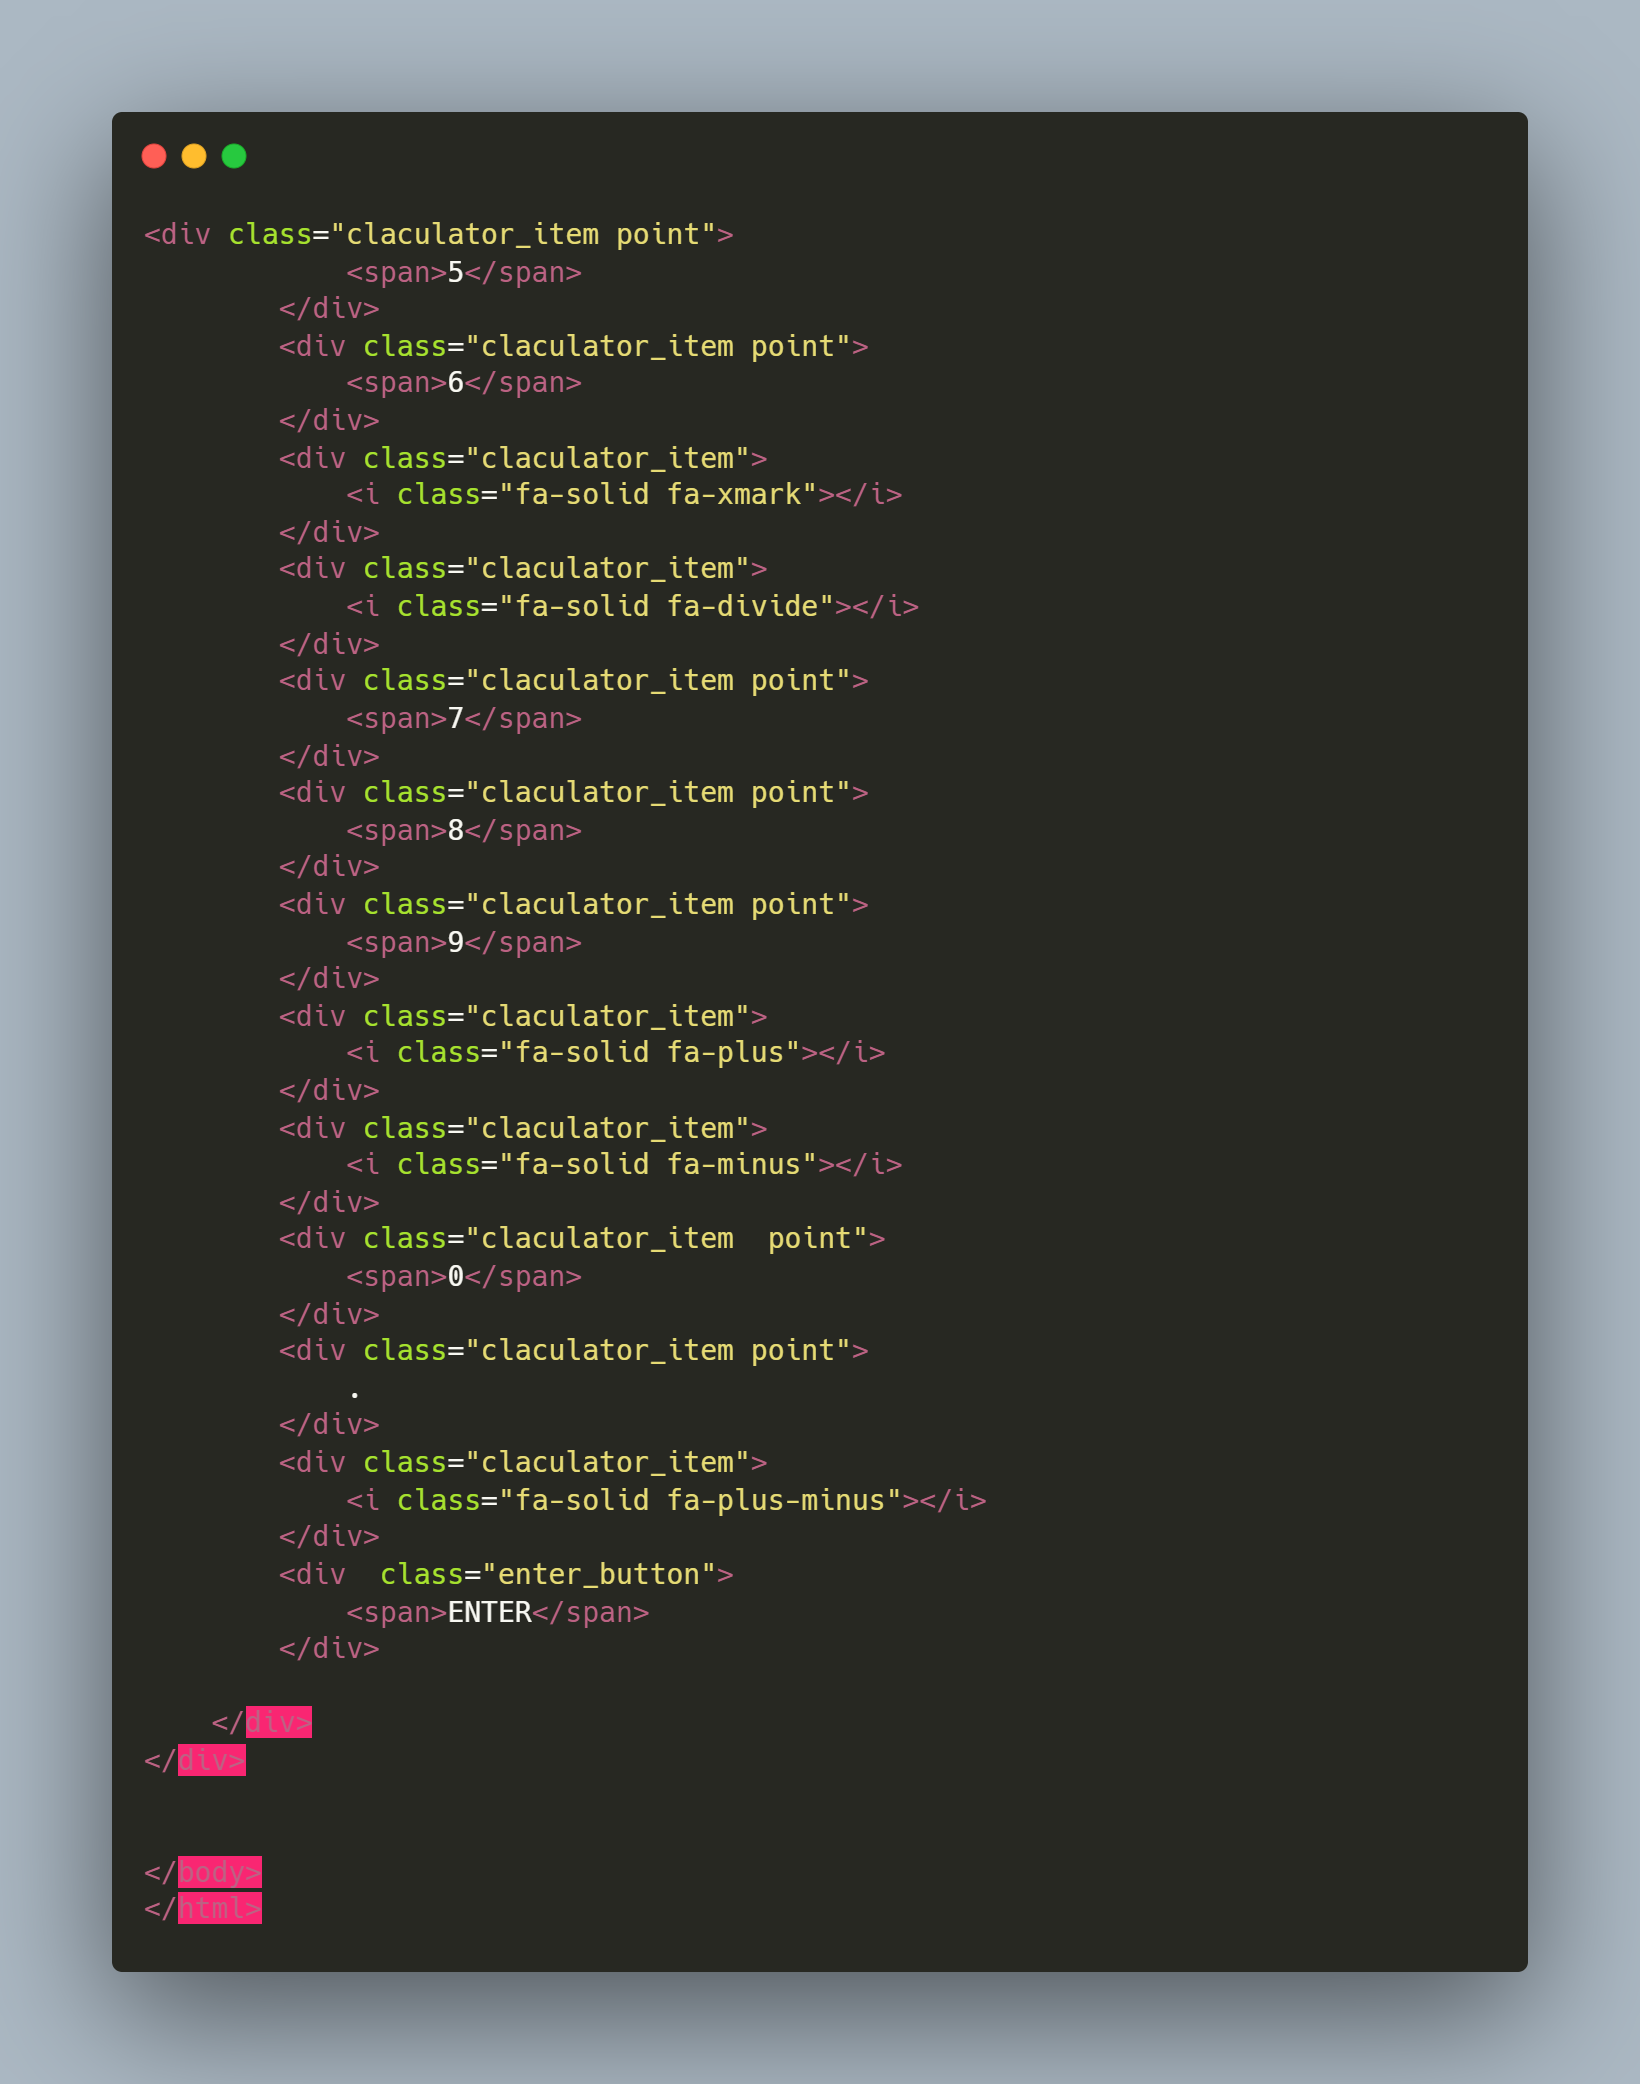 <div class="claculator_item point">
            <span>5</span>
        </div>
        <div class="claculator_item point">
            <span>6</span>
        </div>
        <div class="claculator_item">
            <i class="fa-solid fa-xmark"></i>
        </div>
        <div class="claculator_item">
            <i class="fa-solid fa-divide"></i>
        </div>
        <div class="claculator_item point">
            <span>7</span>
        </div>
        <div class="claculator_item point">
            <span>8</span>
        </div>
        <div class="claculator_item point">
            <span>9</span>
        </div>
        <div class="claculator_item">
            <i class="fa-solid fa-plus"></i>
        </div>
        <div class="claculator_item">
            <i class="fa-solid fa-minus"></i>
        </div>
        <div class="claculator_item  point">
            <span>0</span>
        </div>
        <div class="claculator_item point">
            .
        </div>
        <div class="claculator_item">
            <i class="fa-solid fa-plus-minus"></i>
        </div>
        <div  class="enter_button">
            <span>ENTER</span>
        </div>

    </div>
</div>


</body>
</html>